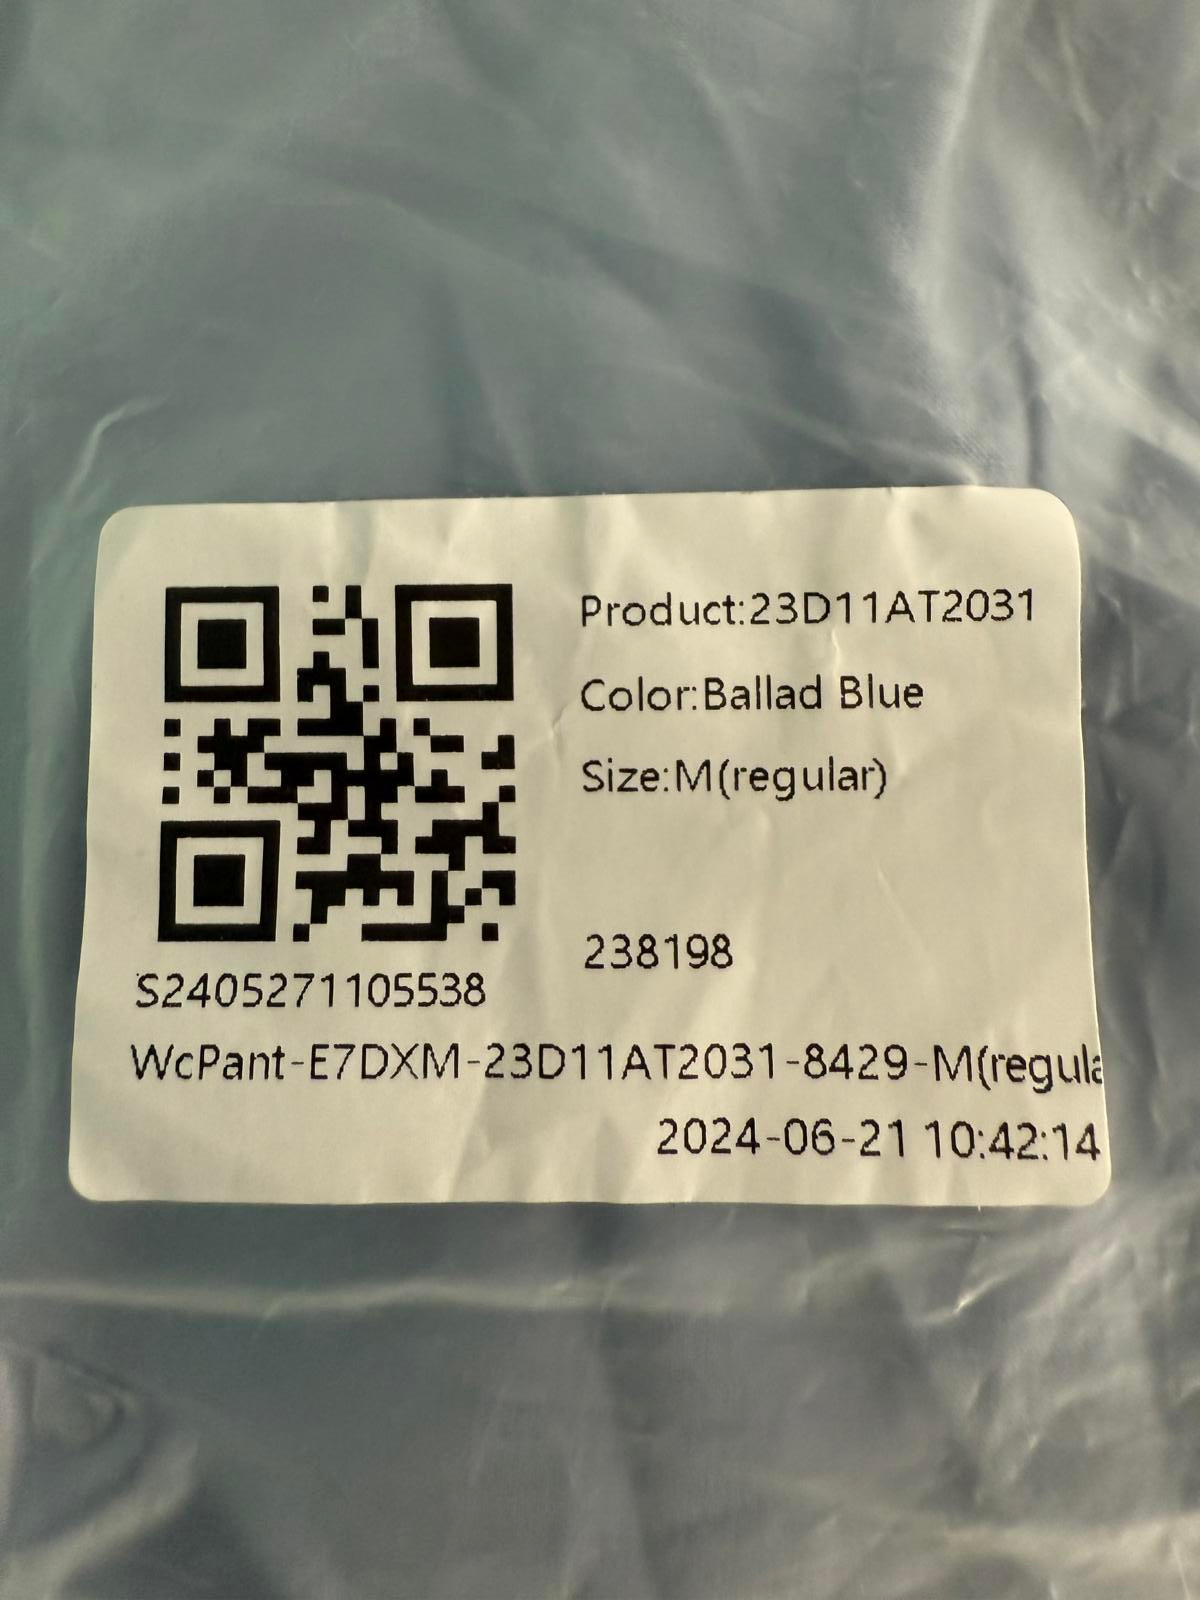 Product:23D11AT2031
Color:Ballad Blue
Size:M(regular)
238198
S2405271105538
WcPant-E7DXM-23D11AT2031-8429-M(regula
2024-06-21 10:42:14